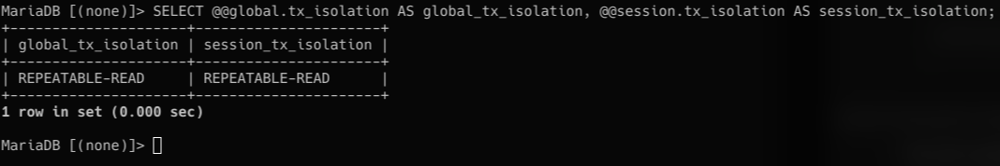 MariaDB [(none)]> SELECT @@global.tx_isolation AS global_tx_isolation, @@session.tx_isolation AS session_tx_isolation;
+---------------------+----------------------+
| global_tx_isolation | session_tx_isolation |
+---------------------+----------------------+
| REPEATABLE-READ     | REPEATABLE-READ      |
+---------------------+----------------------+
1 row in set (0.000 sec)
MariaDB [(none)]>